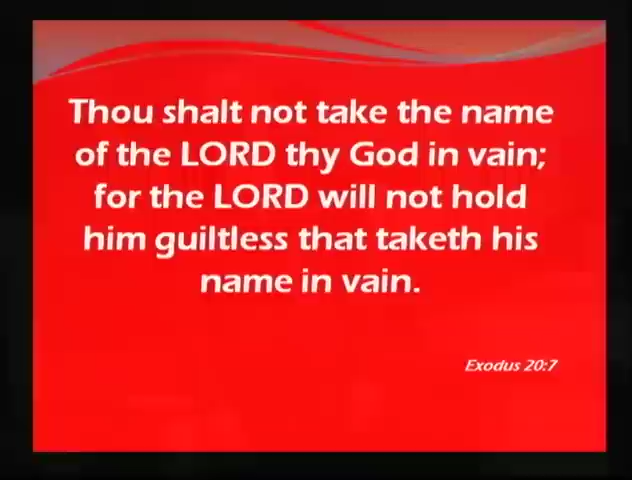 Thou shalt not take the name
of the LORD thy God in vain;
for the LORD will not hold
him guiltless that taketh his
name in vain.
Exodus 20:7